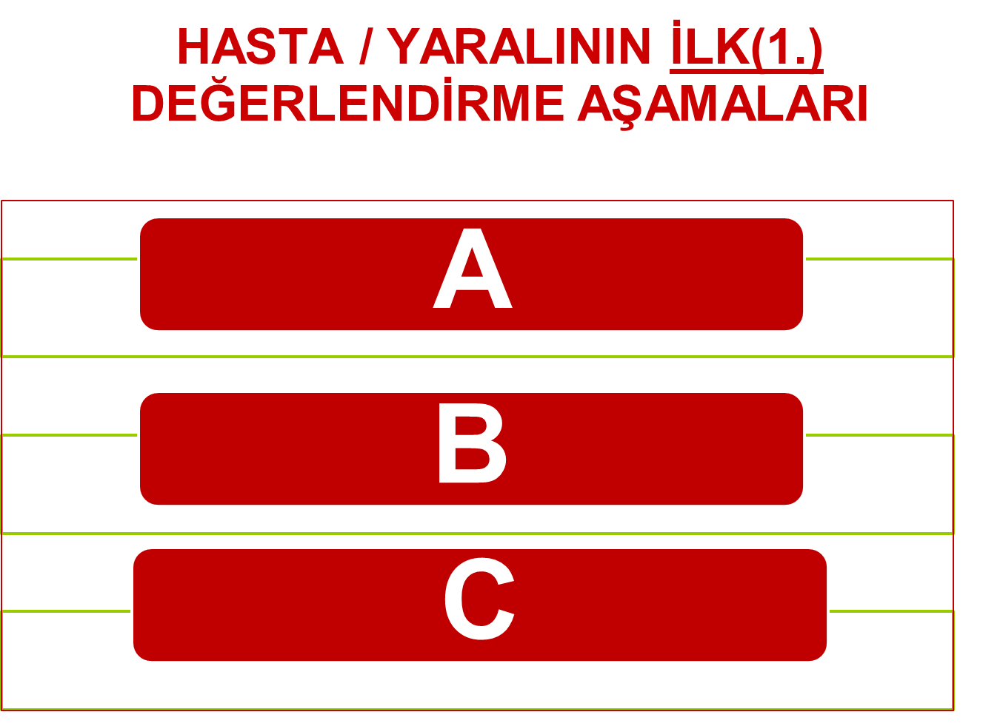 HASTA / YARALININ İLK(1.)
DEĞERLENDİRME AŞAMALARI
A
B
C